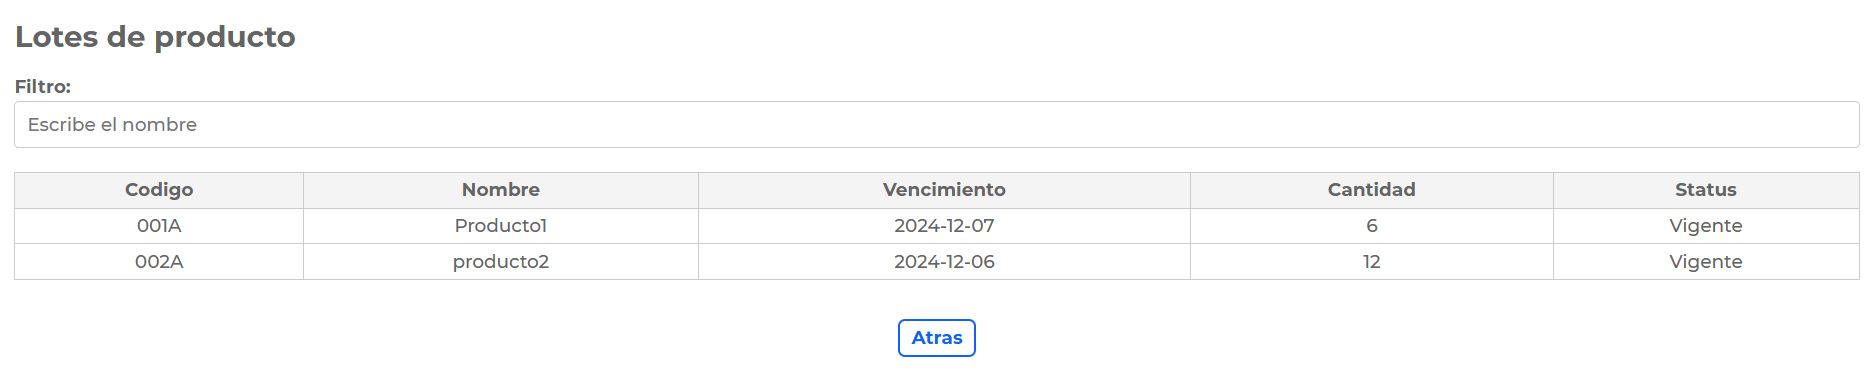 Lotes de producto
Filtro:
Escribe el nombre
Codigo Nombre Vencimiento Cantidad Status
001A Producto1 2024-12-07 6 Vigente
002A producto2 2024-12-06 12 Vigente
Atras